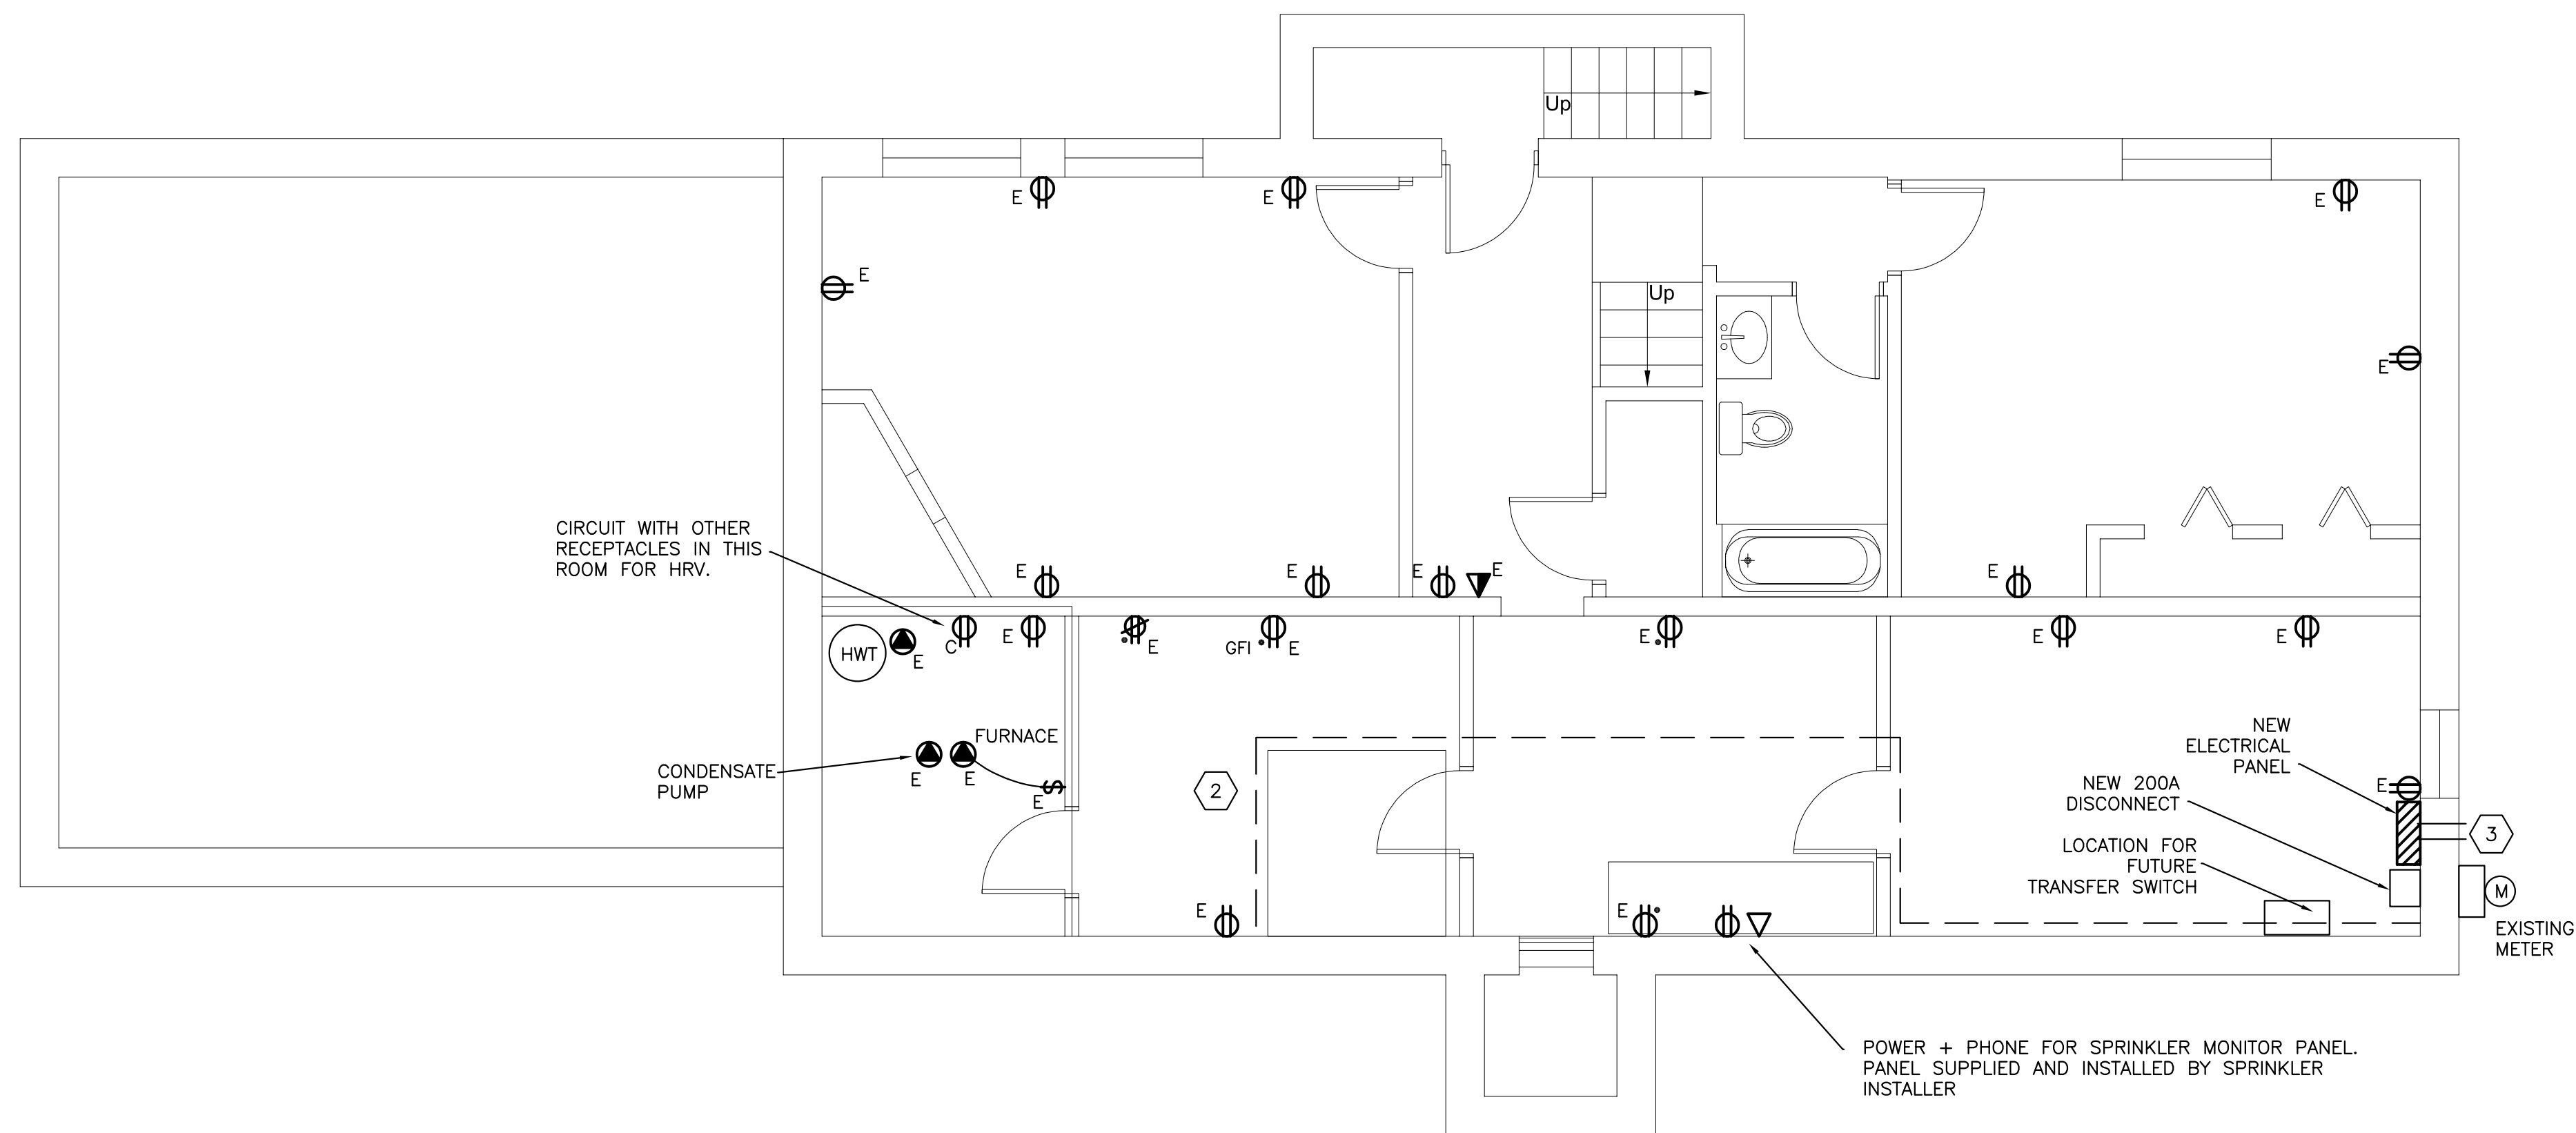 Up
E
E
E
E
Up
E
CIRCUIT WITH OTHER
RECEPTACLES IN THIS
ROOM FOR HRV.
E
E
E
E
E
HWT
E
C
E
E
GFI
E
E
E
E
FURNACE
CONDENSATE
PUMP
E
E
E
2
NEW
ELECTRICAL
PANEL
E
NEW 200A
DISCONNECT
LOCATION FOR
FUTURE
TRANSFER SWITCH
3
M
EXISTING
METER
E
E
POWER + PHONE FOR SPRINKLER MONITOR PANEL.
PANEL SUPPLIED AND INSTALLED BY SPRINKLER
INSTALLER